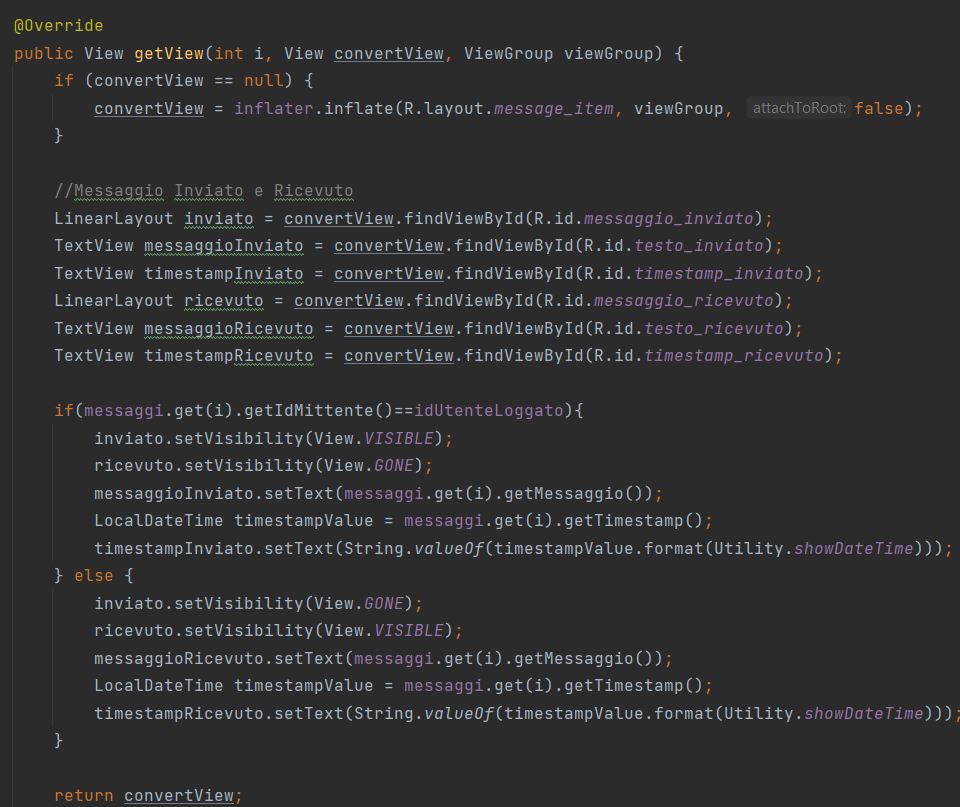 @Override
public View getView(int i, View convertView, ViewGroup viewGroup) {
if (convertView == null) {
convertView = inflater.inflate(R.layout.message_item, viewGroup, attachToRoot: false);
}
//Messaggio Inviato e Ricevuto
LinearLayout inviato = convertView.findViewById(R.id.messaggio_inviato);
TextView messaggioInviato = convertView.findViewById(R.id.testo_inviato);
TextView timestampInviato = convertView.findViewById(R.id.timestamp_inviato);
LinearLayout ricevuto = convertView.findViewById(R.id.messaggio_ricevuto);
TextView messaggioRicevuto = convertView.findViewById(R.id.testo_ricevuto);
TextView timestampRicevuto = convertView.findViewById(R.id.timestamp_ricevuto);
if(messaggi.get(i).getIdMittente()==idUtenteLoggato){
inviato.setVisibility(View.VISIBLE);
ricevuto.setVisibility(View.GONE);
messaggioInviato.setText(messaggi.get(i).getMessaggio());
LocalDateTime timestampValue = messaggi.get(i).getTimestamp();
timestampInviato.setText(String.valueOf(timestampValue.format(Utility.showDateTime)));
} else {
inviato.setVisibility(View.GONE);
ricevuto.setVisibility(View.VISIBLE);
messaggioRicevuto.setText(messaggi.get(i).getMessaggio());
LocalDateTime timestampValue = messaggi.get(i).getTimestamp();
timestampRicevuto.setText(String.valueOf(timestampValue.format(Utility.showDateTime)));
}
return convertView;